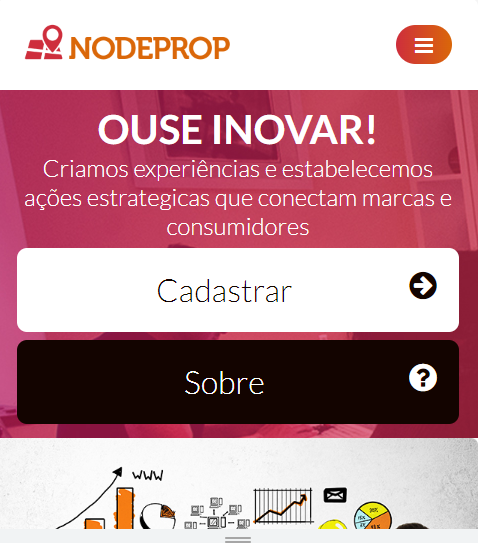 NODEPROP
OUSE INOVAR!
Criamos experiências e estabelecemos
ações estrategicas que conectam marcas e
consumidores
Cadastrar
Sobre
WWW